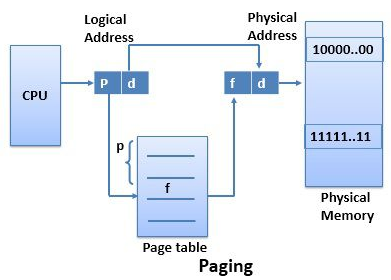 Logical
Address
Physical
Address
CPU
P d
f d
10000..00
11111..11
p
f
Page table
Physical
Memory
Paging